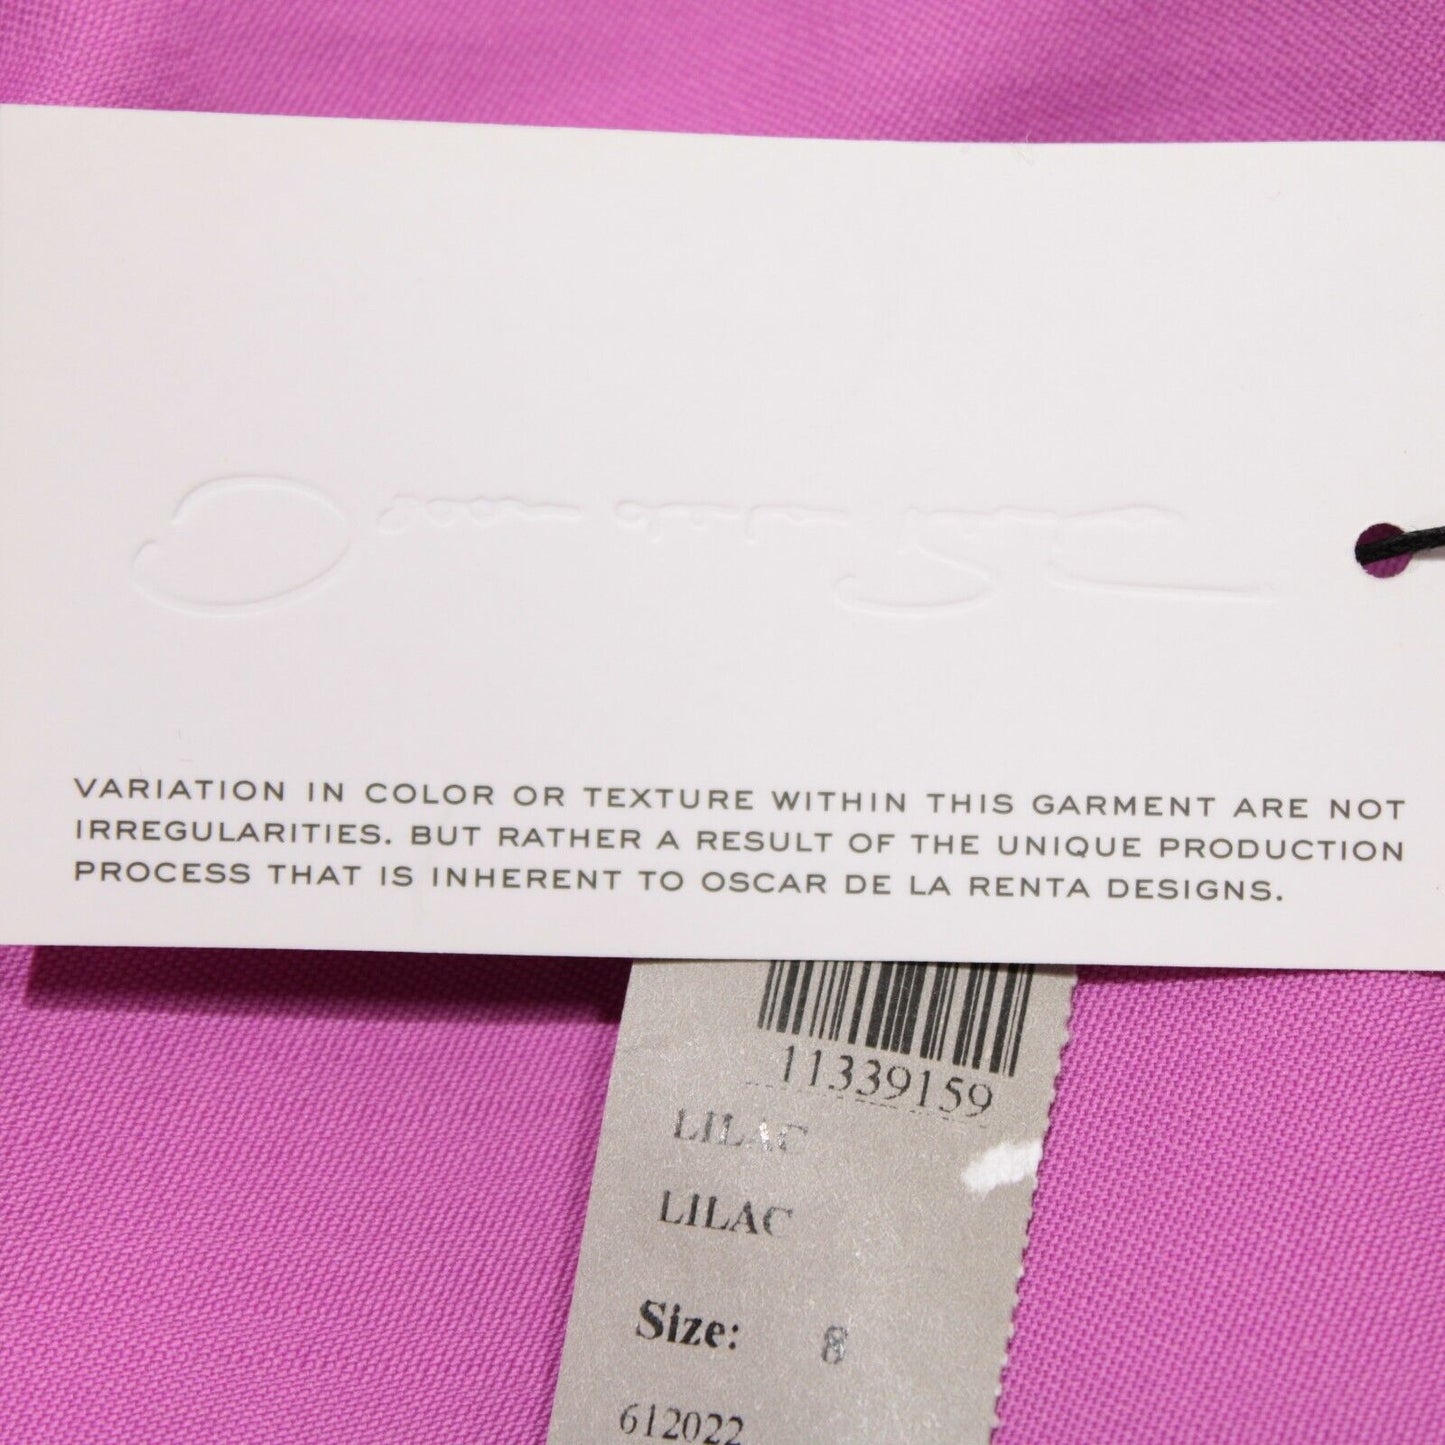 VARIATION IN COLOR OR TEXTURE WITHIN THIS GARMENT ARE NOT
IRREGULARITIES. BUT RATHER A RESULT OF THE UNIQUE PRODUCTION
PROCESS THAT IS INHERENT TO OSCAR DE LA RENTA DESIGNS.
11339159
LILAC
LILAC
Size: 8
612022